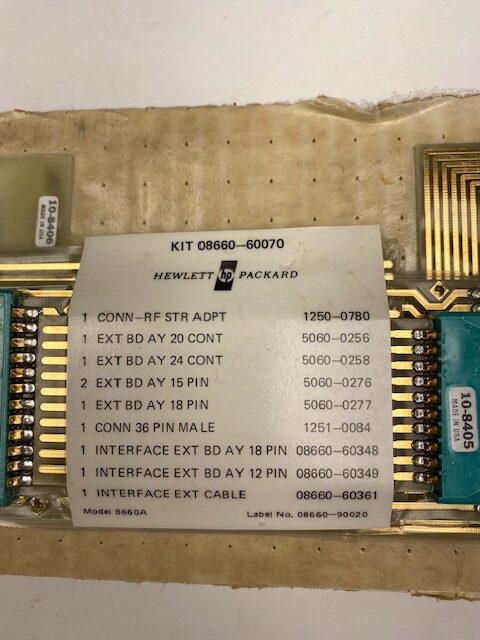 KIT 08660-60070
HEWLETT hp PACKARD
1 CONN-RF STR ADPT 1250-0780
1 EXT BD AY 20 CONT 5060-0256
1 EXT BD AY 24 CONT 5060-0258
2 EXT BD AY 15 PIN 5060-0276
1 EXT BD AY 18 PIN 5060-0277
1 CONN 36 PIN MALE 1251-0084
1 INTERFACE EXT BD AY 18 PIN 08660-60348
1 INTERFACE EXT BD AY 12 PIN 08660-60349
1 INTERFACE EXT CABLE 08660-60361
Model 8660A Label No. 08660-90020
10-8406
MADE IN USA
10-8405
MADE IN USA